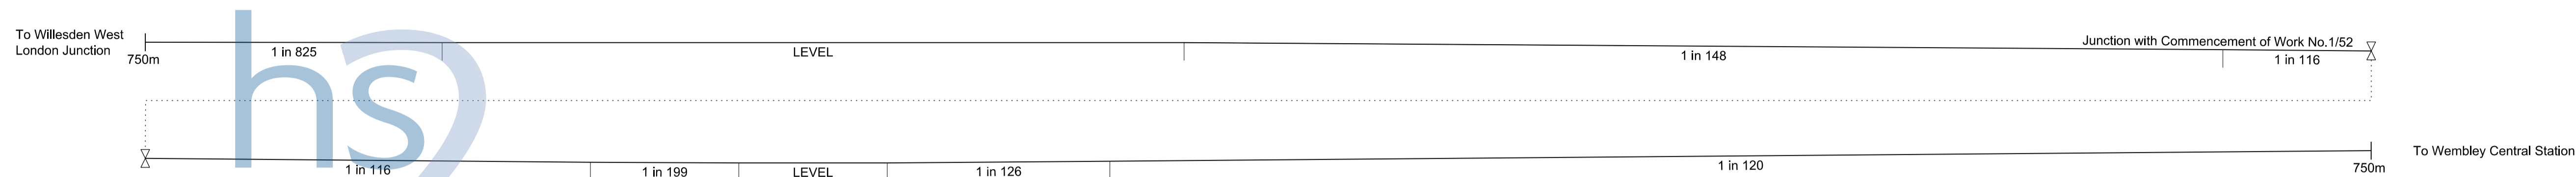 To Willesden West
London Junction
750m
1 in 825
LEVEL
1 in 148
Junction with Commencement of Work No.1/52
1 in 116
hs2
1 in 116
1 in 199
LEVEL
1 in 126
1 in 120
750m
To Wembley Central Station